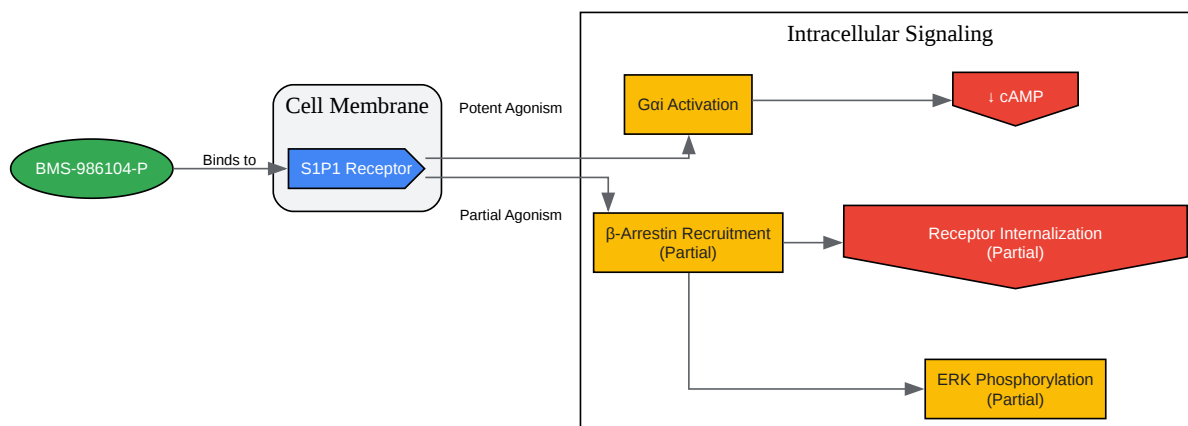 Intracellular Signaling
Gαi Activation
↓ cAMP
Cell Membrane
Potent Agonism
BMS-986104-P
Binds to
S1P1 Receptor
Partial Agonism
β-Arrestin Recruitment
(Partial)
Receptor Internalization
(Partial)
ERK Phosphorylation
(Partial)